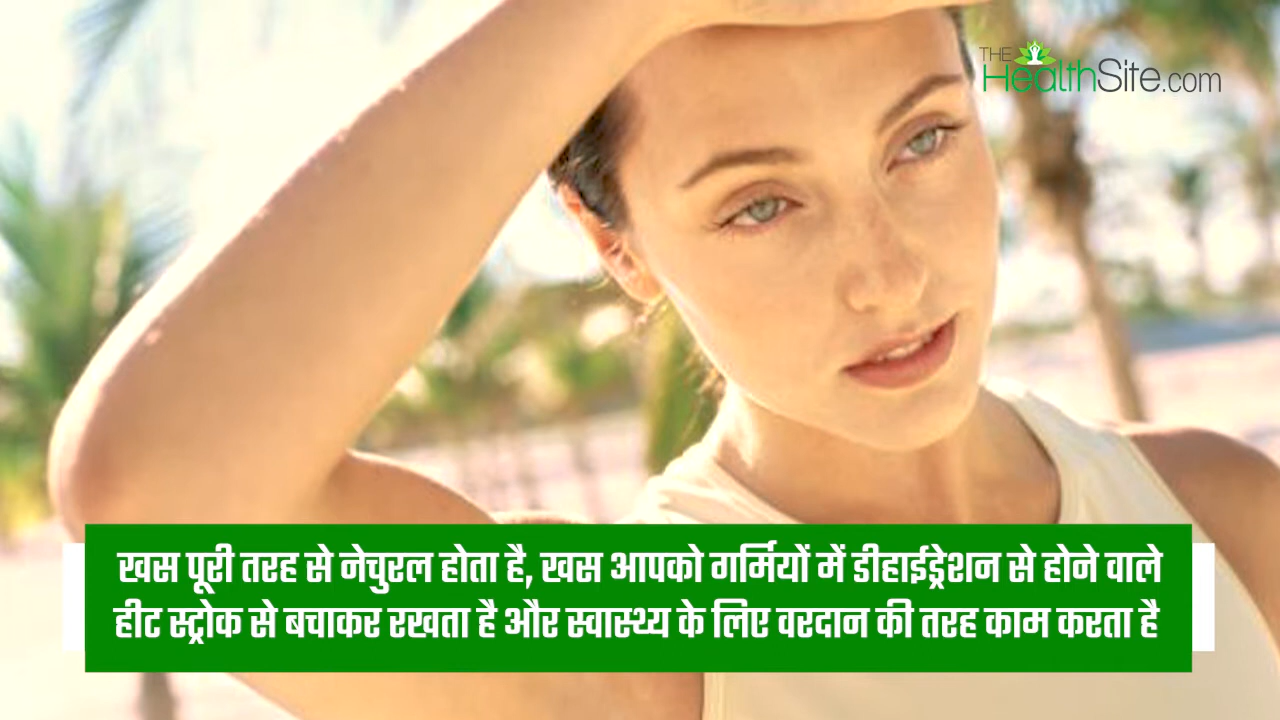 THE
HealthSite.com
खस पूरी तरह से नेचुरल होता है, खस आपको गर्मियों में डीहाईड्रेशन से होने वाले
हीट स्ट्रोक से बचाकर रखता है और स्वास्थ्य के लिए वरदान की तरह काम करता है